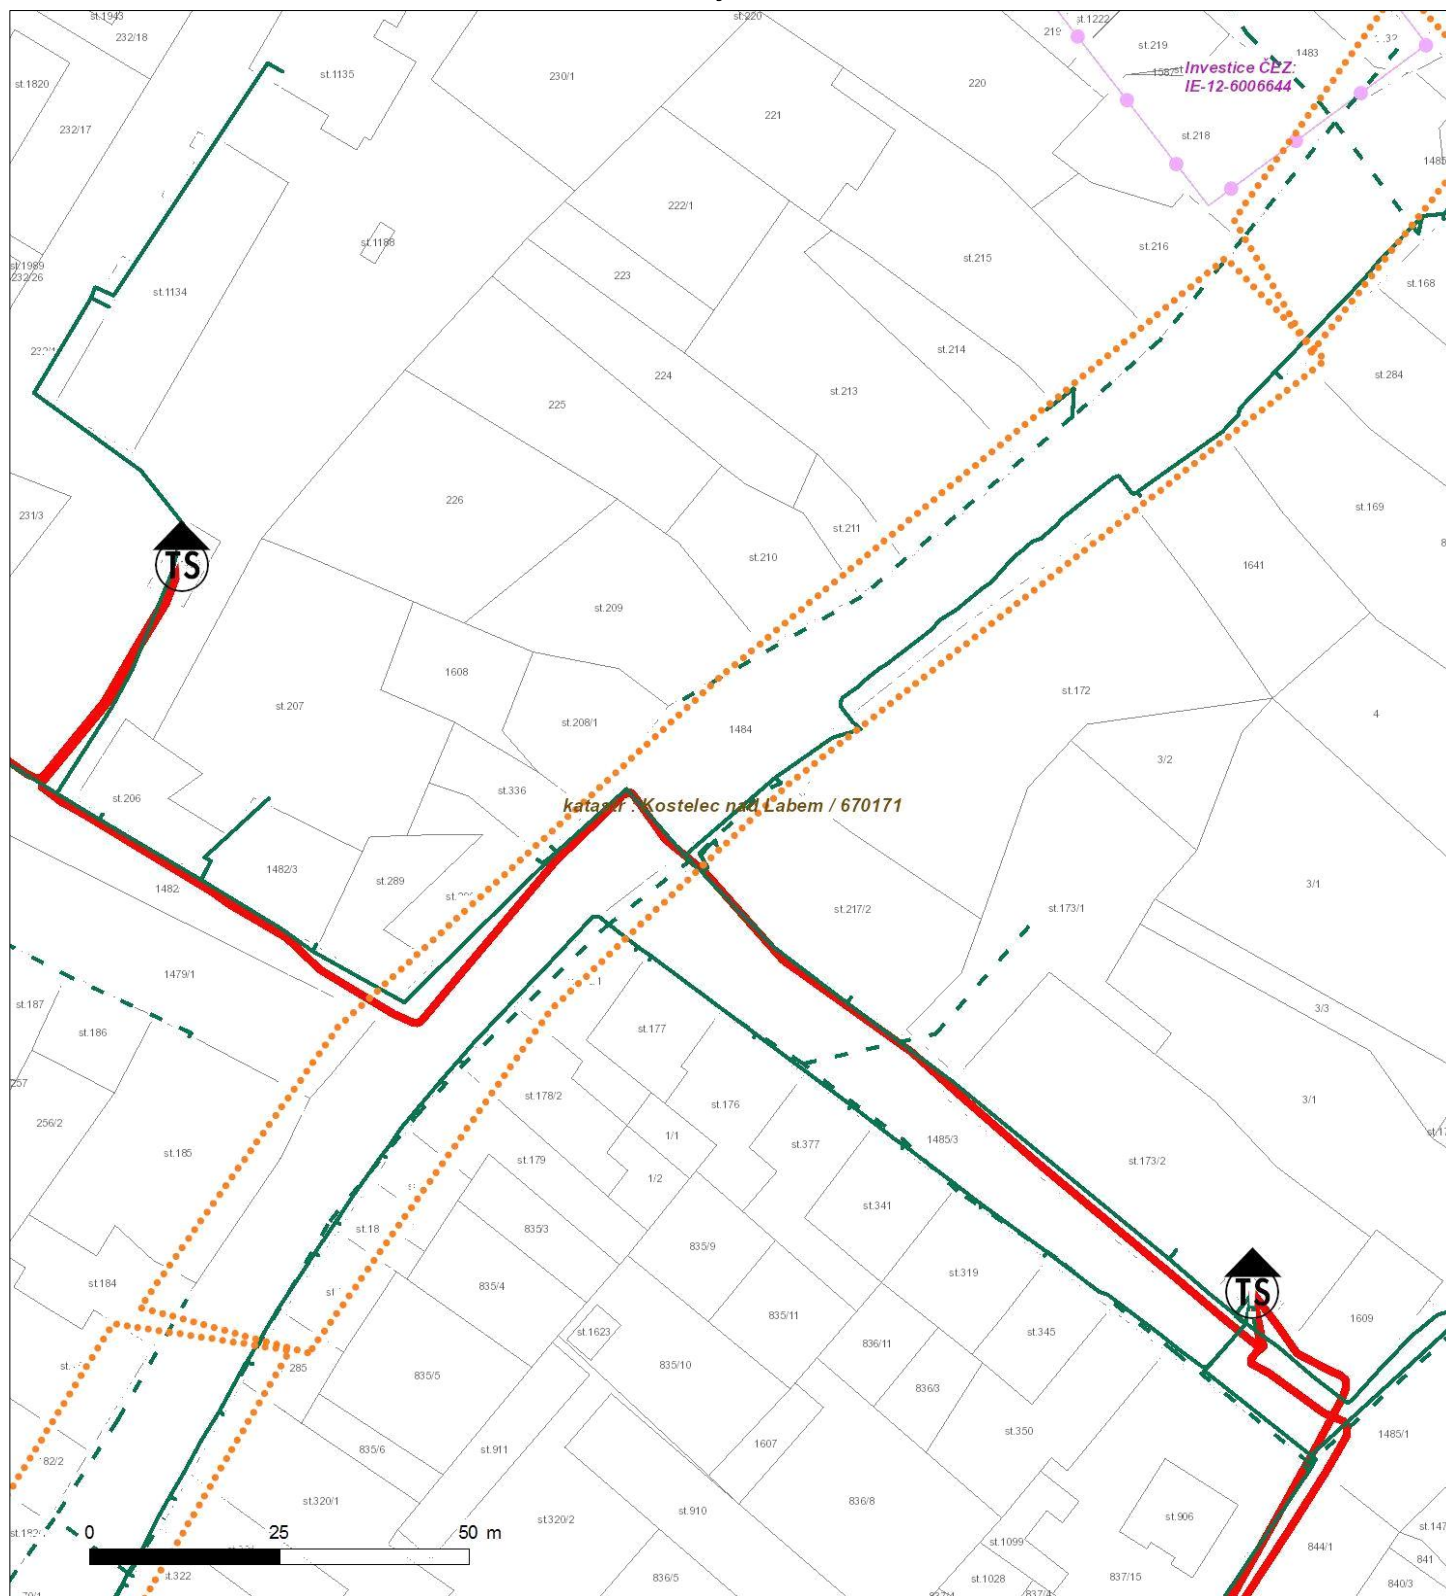 st.1943
232/18
st.220
219
st.1222
st.219
1483
st.1820
st.1135
230/1
220
Investice ČEZ:
IE-12-6006644
232/17
221
st.218
222/1
st.1188
st.216
st.1989
232/26
st.1134
223
st.215
st.168
224
st.214
st.284
225
st.213
226
231/3
st.211
st.169
st.210
1641
TS
st.209
1608
st.172
st.207
st.208/1
1484
4
3/2
st.336
st.206
katastr : Kostelec nad Labem / 670171
1482/3
st.289
1482
3/1
st.217/2
st.173/1
1479/1
st.187
st.186
st.177
3/3
257
st.178/2
256/2
st.176
1/1
3/1
st.377
1485/3
st.185
st.179
1/2
st.173/2
st.341
st.18
835/3
835/9
st.184
835/4
st.319
TS
835/11
st.1623
st.345
1609
285
835/10
836/11
835/5
836/3
st.350
835/6
st.911
1607
1485/1
82/2
st.320/1
836/8
st.910
st.320/2
st.906
0 25 50 m
st.1099
844/1
st.147
841
st.1028
837/15
840/3
836/5